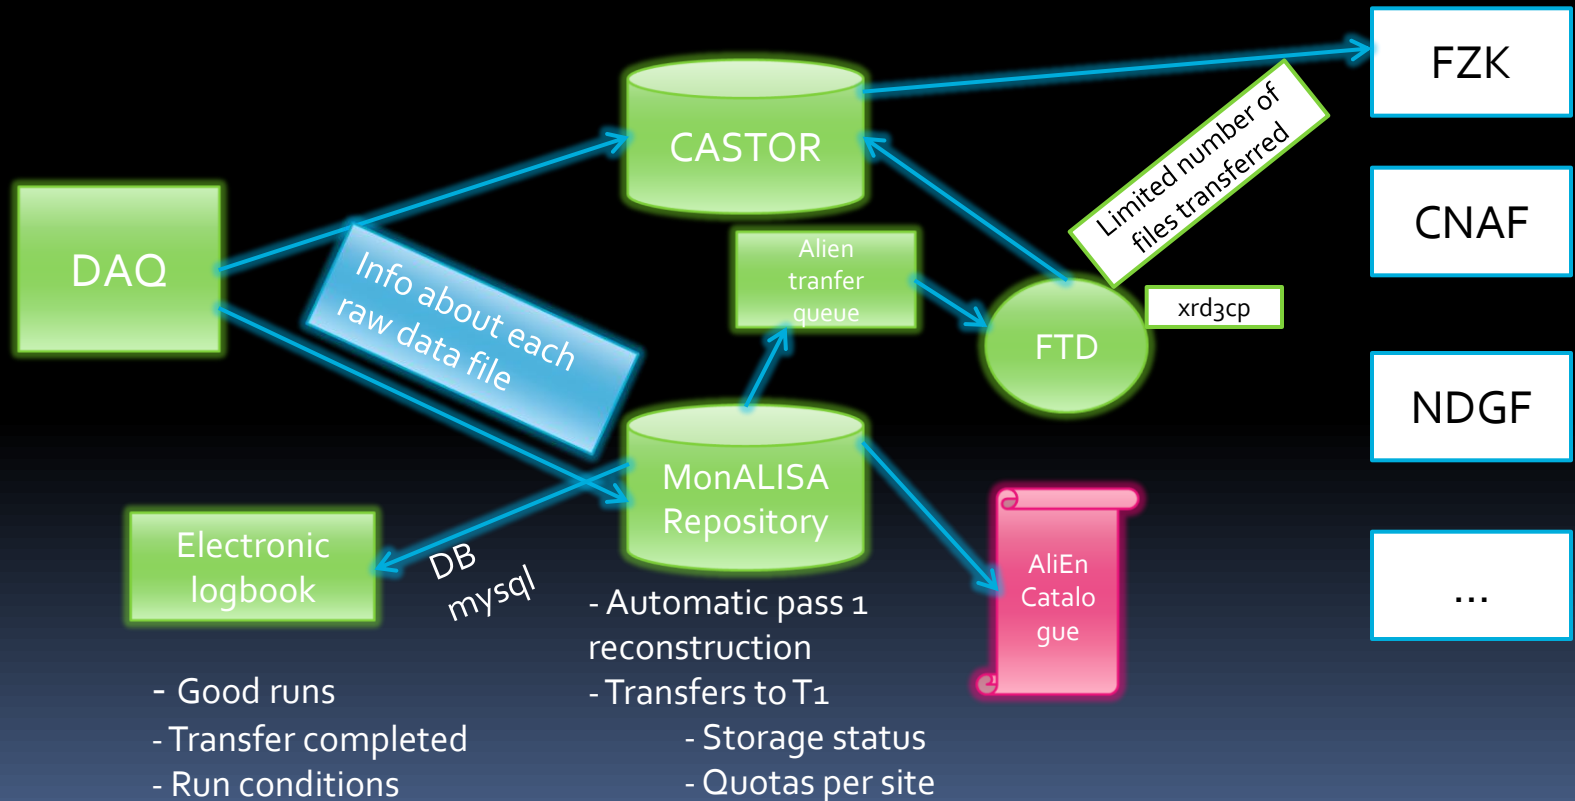 FZK
CASTOR
Limited number of
files transferred
CNAF
DAQ
Info about each
raw data file
Alien
tranfer
queue
xrd3cp
FTD
NDGF
MonALISA
Repository
Electronic
logbook
DB
mysql
AliEn
Catalo
gue
...
- Automatic pass 1
reconstruction
- Transfers to T1
- Storage status
- Quotas per site
- Good runs
- Transfer completed
- Run conditions